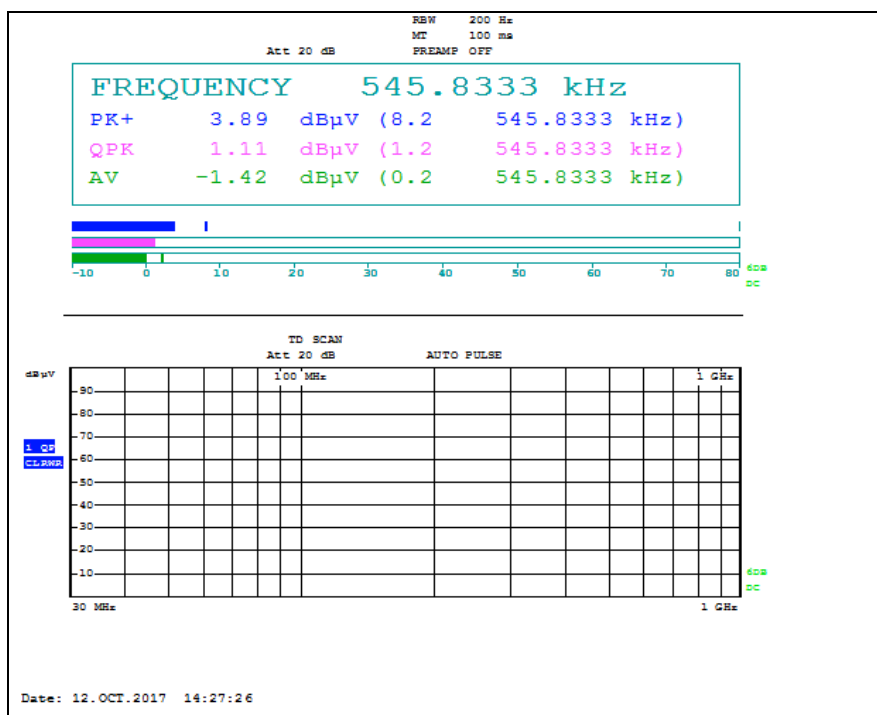 RBW 200 Hz
MT 100 ms
Att 20 dB PREAMP OFF
FREQUENCY 545.8333 kHz
PK+ 3.89 dBµV (8.2 545.8333 kHz)
QPK 1.11 dBµV (1.2 545.8333 kHz)
AV -1.42 dBµV (0.2 545.8333 kHz)
-10 0 10 20 30 40 50 60 70 80
6DB
DC
TD SCAN
Att 20 dB AUTO PULSE
dBµV
100 MHz 1 GHz
90
80
70
1 QP
CLRWR
60
50
40
30
20
10
6DB
DC
30 MHz 1 GHz
Date: 12.OCT.2017 14:27:26